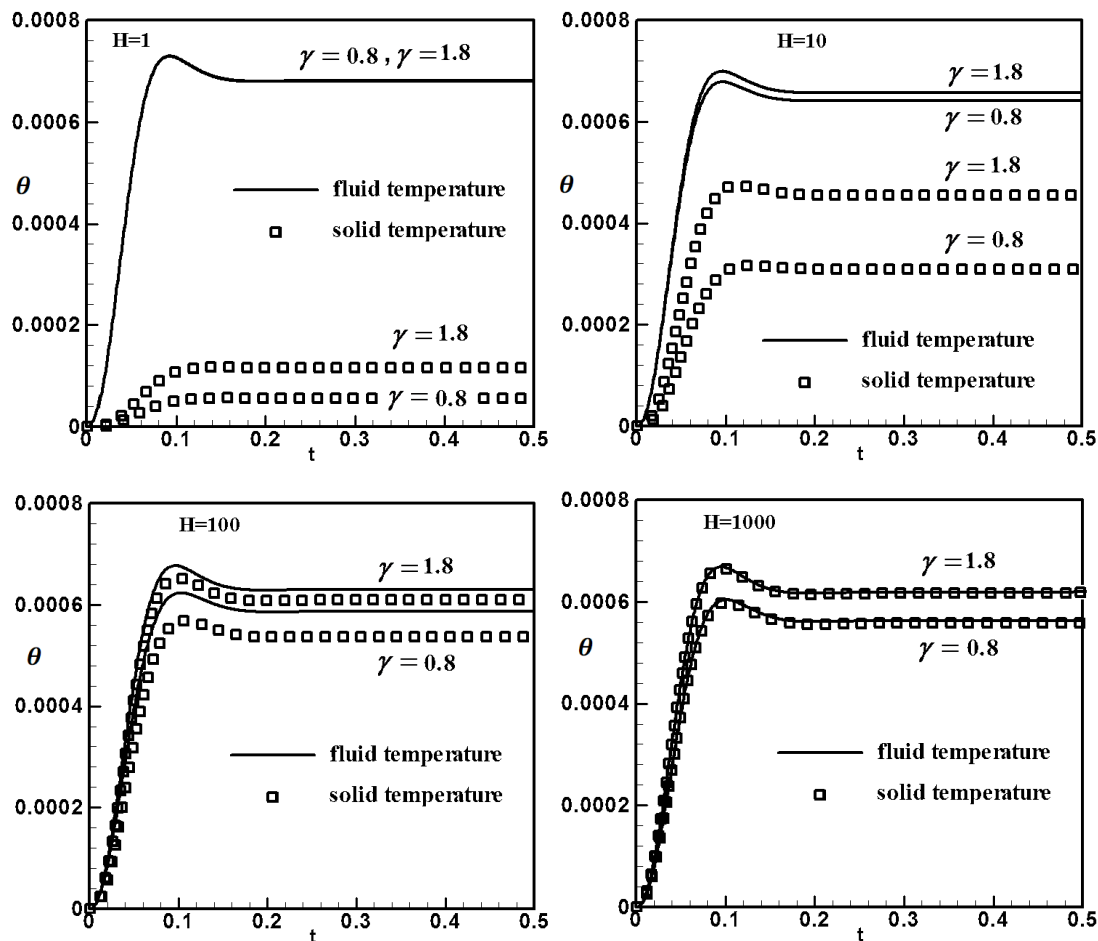 0.0008
H=1
γ = 0.8 , γ = 1.8
0.0006
θ
fluid temperature
0.0004
solid temperature
0.0002
γ = 1.8
γ = 0.8
0
0 0.1 0.2 0.3 0.4 0.5
t
0.0008
H=10
γ = 1.8
0.0006
γ = 0.8
γ = 1.8
θ
0.0004
γ = 0.8
0.0002
fluid temperature
solid temperature
0
0 0.1 0.2 0.3 0.4 0.5
t
0.0008
H=100
γ = 1.8
0.0006
θ
γ = 0.8
0.0004
fluid temperature
0.0002
solid temperature
0
0 0.1 0.2 0.3 0.4 0.5
t
0.0008
H=1000
γ = 1.8
0.0006
θ
γ = 0.8
0.0004
fluid temperature
0.0002
solid temperature
0
0 0.1 0.2 0.3 0.4 0.5
t